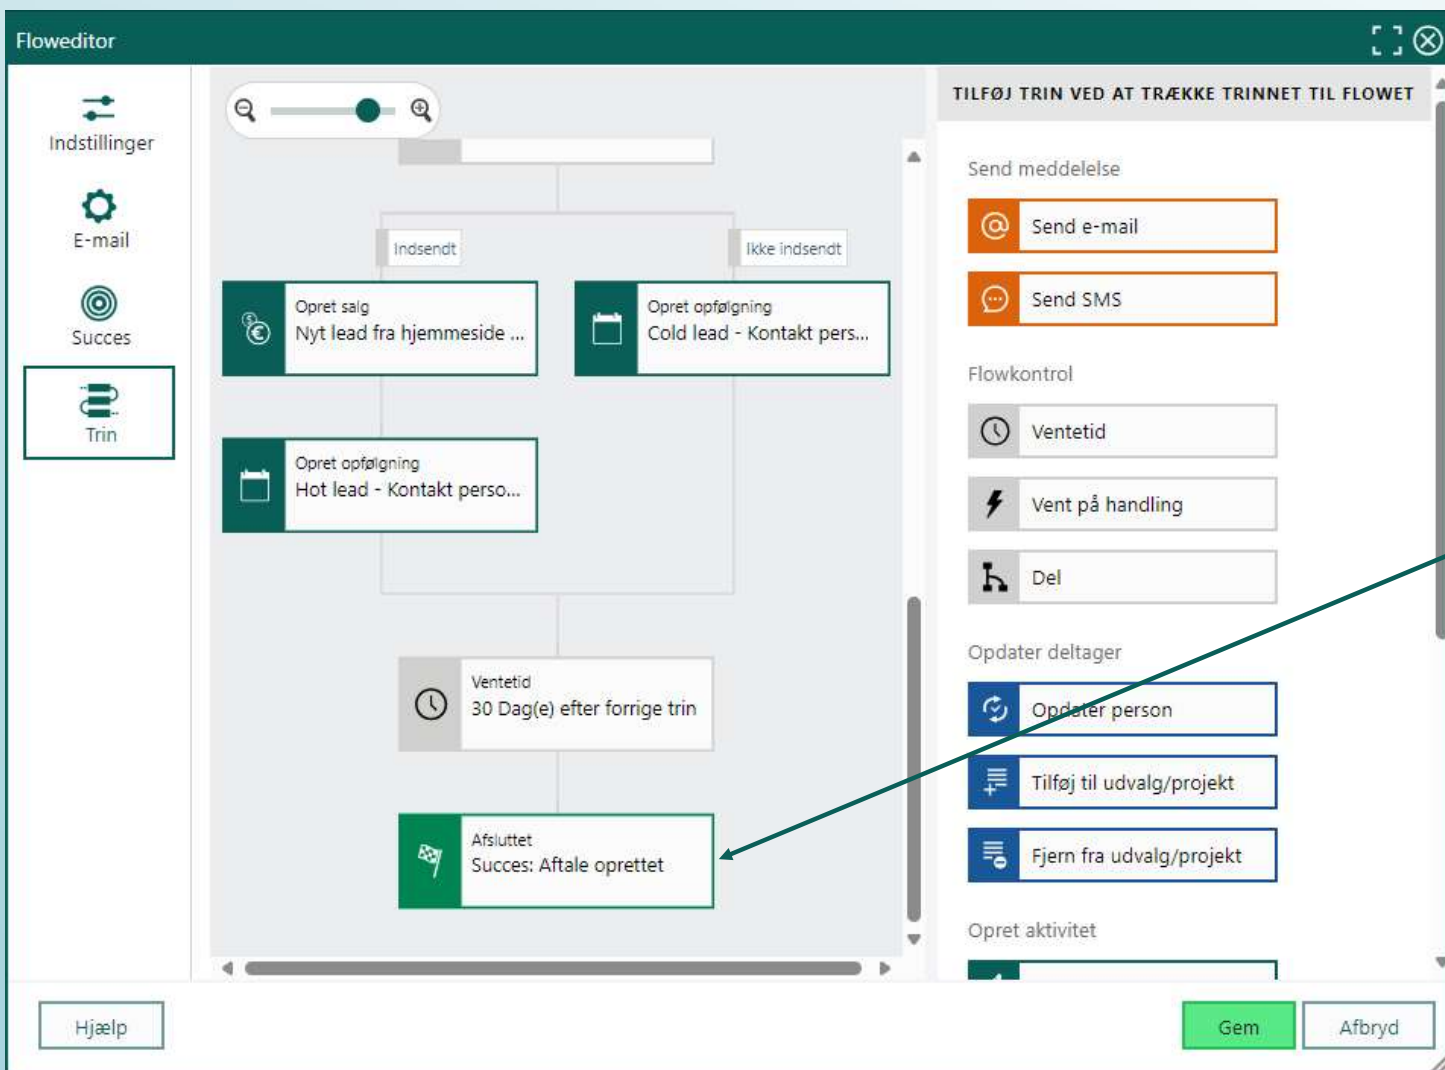 Floweditor
Indstillinger
E-mail
Succes
Trin
Indsendt
Ikke indsendt
Opret salg
Nyt lead fra hjemmeside ...
Opret opfølgning
Cold lead - Kontakt pers...
Opret opfølgning
Hot lead - Kontakt perso...
Ventetid
30 Dag(e) efter forrige trin
Afsluttet
Succes: Aftale oprettet
TILFØJ TRIN VED AT TRÆKKE TRINNET TIL FLOWET
Send meddelelse
Send e-mail
Send SMS
Flowkontrol
Ventetid
Vent på handling
Del
Opdater deltager
Opdater person
Tilføj til udvalg/projekt
Fjern fra udvalg/projekt
Opret aktivitet
Hjælp
Gem
Afbryd